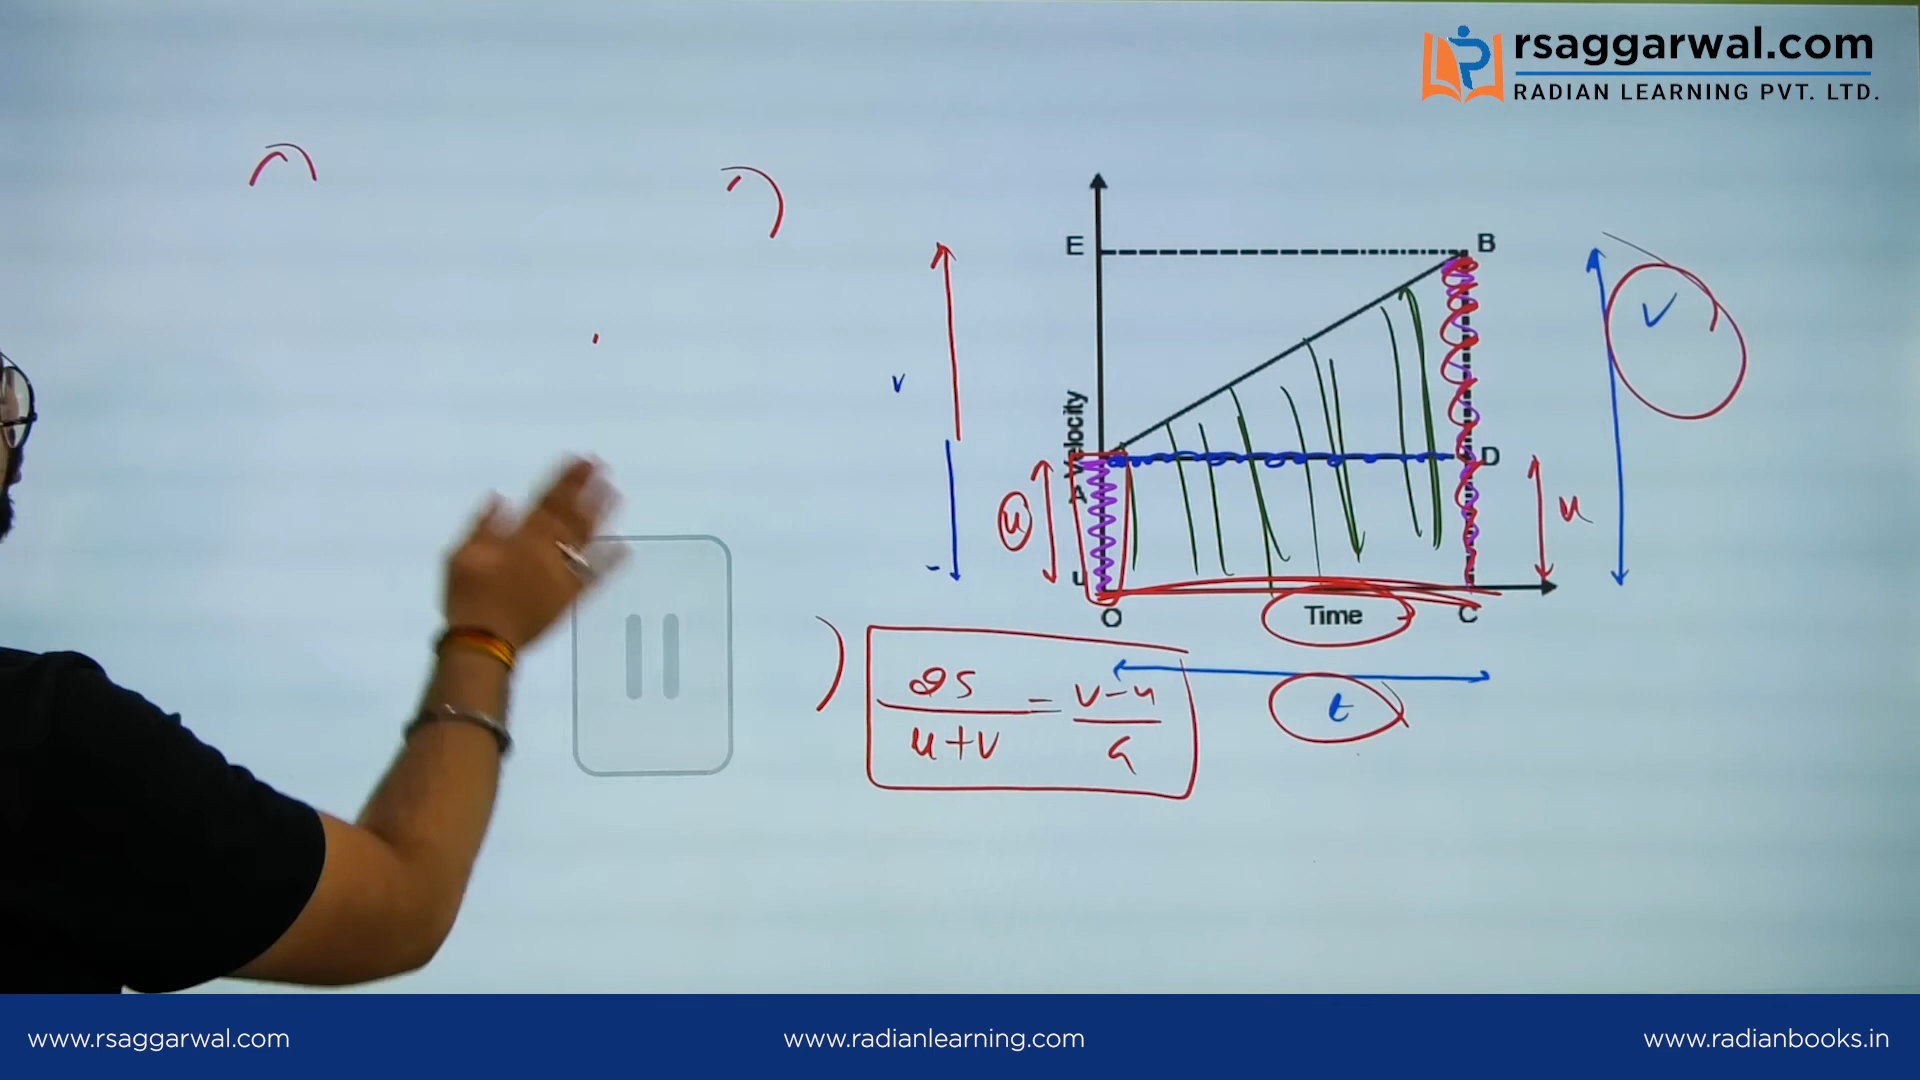 rsaggarwal.com
RADIAN LEARNING PVT. LTD.
E
B
v
V
Velocity
D
A
u
u
O
Time
C
2S
u+v
=
v-u
a
t
www.rsaggarwal.com
www.radianlearning.com
www.radianbooks.in